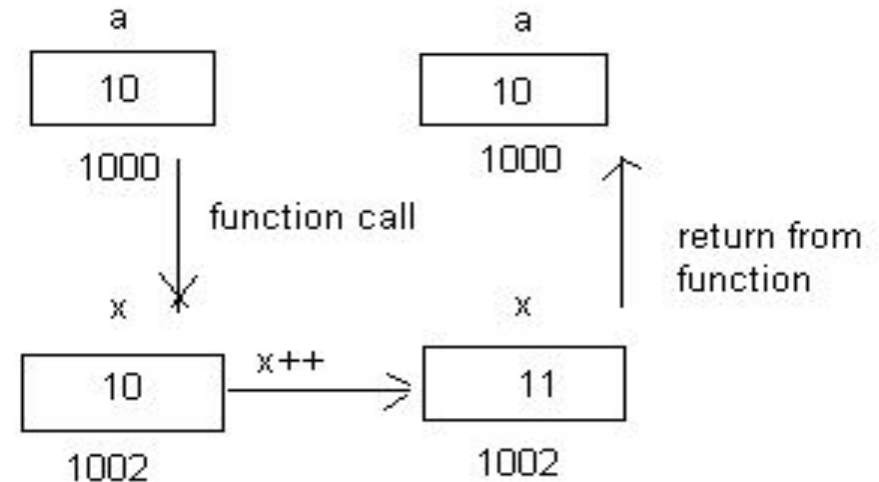 a
a
10
10
1000
1000
function call
return from
function
x
x
10
x++
11
1002
1002